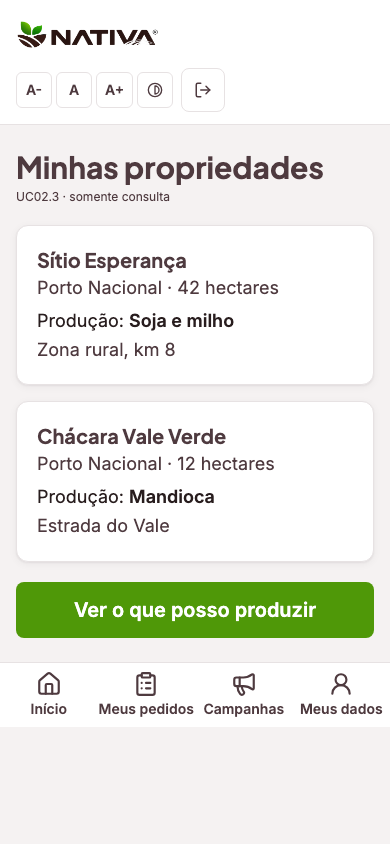 NATIVA
A-
A
A+
Minhas propriedades
UC02.3 · somente consulta
Sítio Esperança
Porto Nacional · 42 hectares
Produção: Soja e milho
Zona rural, km 8
Chácara Vale Verde
Porto Nacional · 12 hectares
Produção: Mandioca
Estrada do Vale
Ver o que posso produzir
Início
Meus pedidos
Campanhas
Meus dados